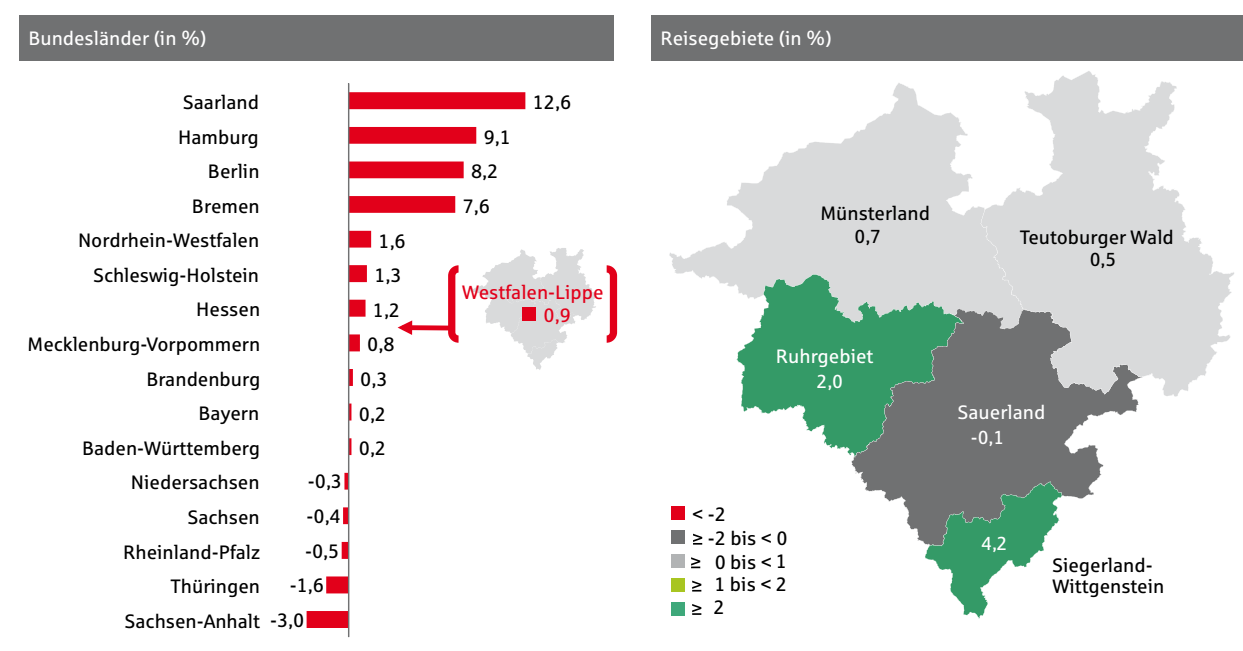 Bundesländer (in %)
Saarland 12,6
Hamburg 9,1
Berlin 8,2
Bremen 7,6
Nordrhein-Westfalen 1,6
Schleswig-Holstein 1,3
Hessen 1,2
Mecklenburg-Vorpommern 0,8
Brandenburg 0,3
Bayern 0,2
Baden-Württemberg 0,2
Niedersachsen -0,3
Sachsen -0,4
Rheinland-Pfalz -0,5
Thüringen -1,6
Sachsen-Anhalt -3,0
Westfalen-Lippe
0,9
Reisegebiete (in %)
Münsterland
0,7
Teutoburger Wald
0,5
Ruhrgebiet
2,0
Sauerland
-0,1
4,2
Siegerland-
Wittgenstein
< -2
≥ -2 bis < 0
≥ 0 bis < 1
≥ 1 bis < 2
≥ 2